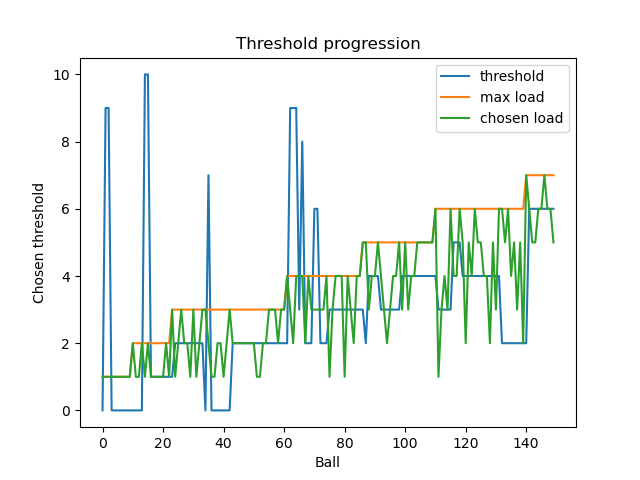 Threshold progression
threshold
max load
chosen load
10
8
6
4
2
0
Chosen threshold
0 20 40 60 80 100 120 140
Ball